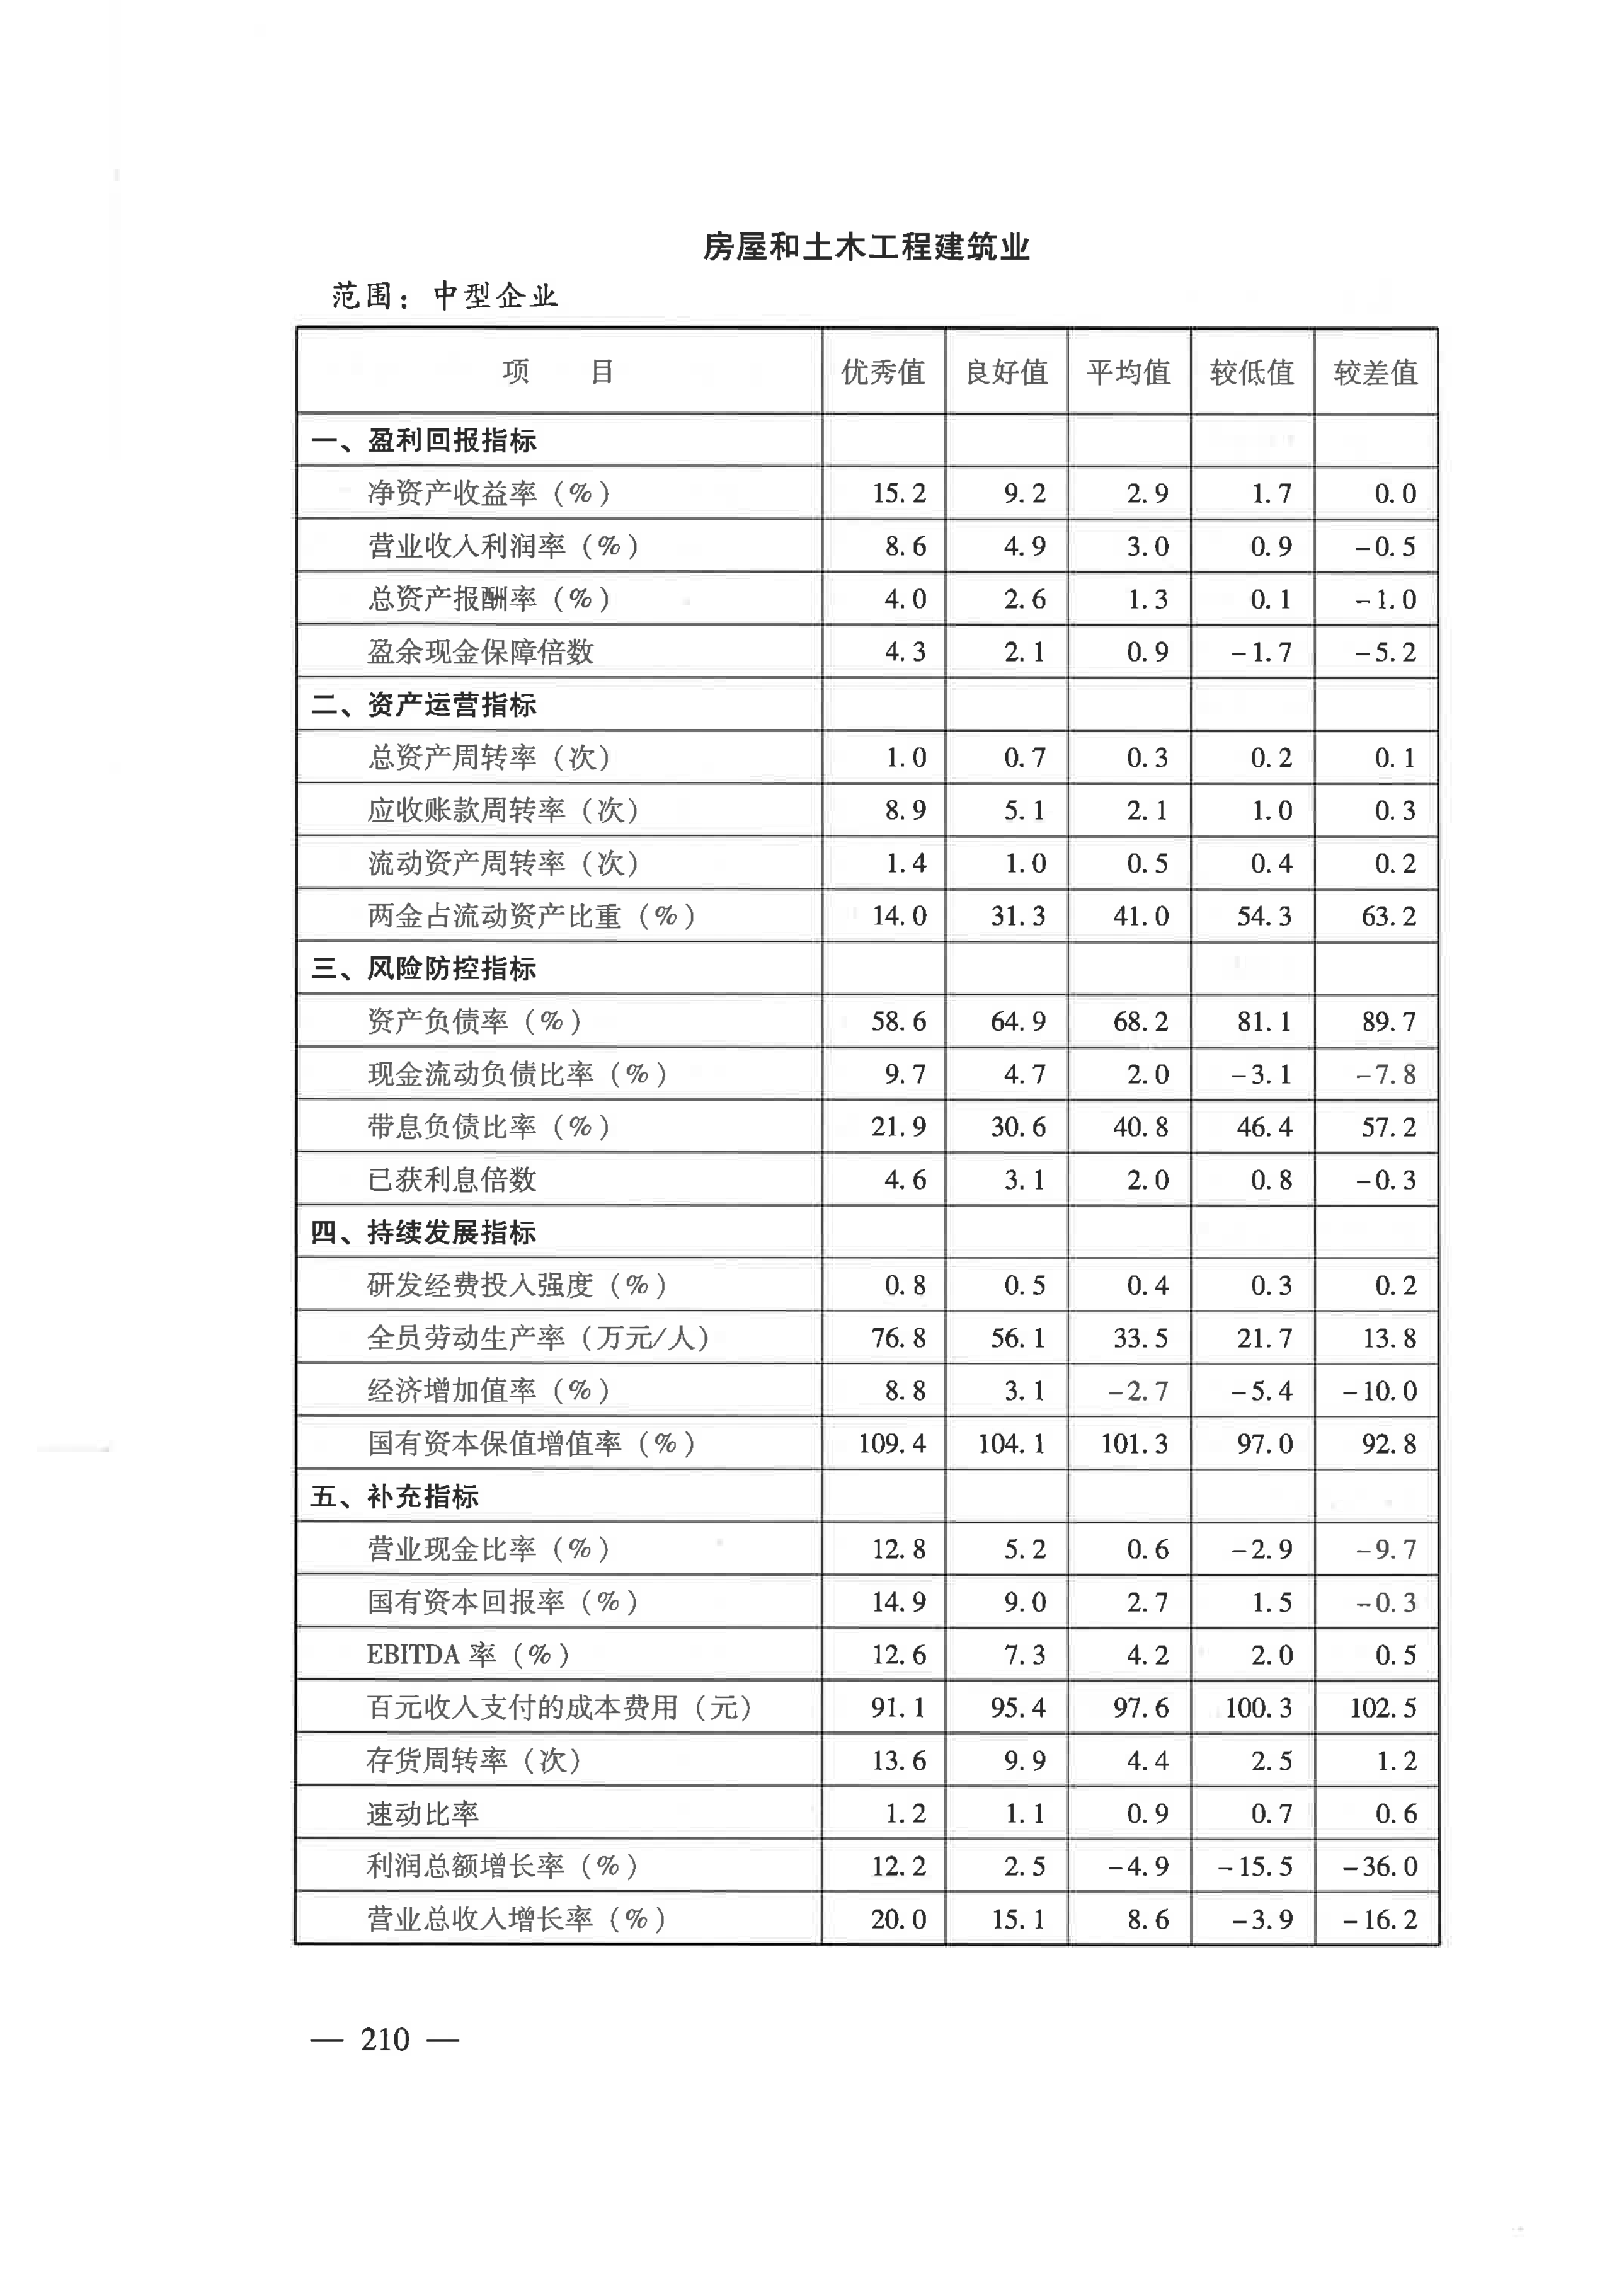 房屋和土木工程建筑业
范围：中型企业
项 目 优秀值 良好值 平均值 较低值 较差值
一、盈利回报指标
净资产收益率（%） 15.2 9.2 2.9 1.7 0.0
营业收入利润率（%） 8.6 4.9 3.0 0.9 -0.5
总资产报酬率（%） 4.0 2.6 1.3 0.1 -1.0
盈余现金保障倍数 4.3 2.1 0.9 -1.7 -5.2
二、资产运营指标
总资产周转率（次） 1.0 0.7 0.3 0.2 0.1
应收账款周转率（次） 8.9 5.1 2.1 1.0 0.3
流动资产周转率（次） 1.4 1.0 0.5 0.4 0.2
两金占流动资产比重（%） 14.0 31.3 41.0 54.3 63.2
三、风险防控指标
资产负债率（%） 58.6 64.9 68.2 81.1 89.7
现金流动负债比率（%） 9.7 4.7 2.0 -3.1 -7.8
带息负债比率（%） 21.9 30.6 40.8 46.4 57.2
已获利息倍数 4.6 3.1 2.0 0.8 -0.3
四、持续发展指标
研发经费投入强度（%） 0.8 0.5 0.4 0.3 0.2
全员劳动生产率（万元/人） 76.8 56.1 33.5 21.7 13.8
经济增加值率（%） 8.8 3.1 -2.7 -5.4 -10.0
国有资本保值增值率（%） 109.4 104.1 101.3 97.0 92.8
五、补充指标
营业现金比率（%） 12.8 5.2 0.6 -2.9 -9.7
国有资本回报率（%） 14.9 9.0 2.7 1.5 -0.3
EBITDA 率（%） 12.6 7.3 4.2 2.0 0.5
百元收入支付的成本费用（元） 91.1 95.4 97.6 100.3 102.5
存货周转率（次） 13.6 9.9 4.4 2.5 1.2
速动比率 1.2 1.1 0.9 0.7 0.6
利润总额增长率（%） 12.2 2.5 -4.9 -15.5 -36.0
营业总收入增长率（%） 20.0 15.1 8.6 -3.9 -16.2
— 210 —